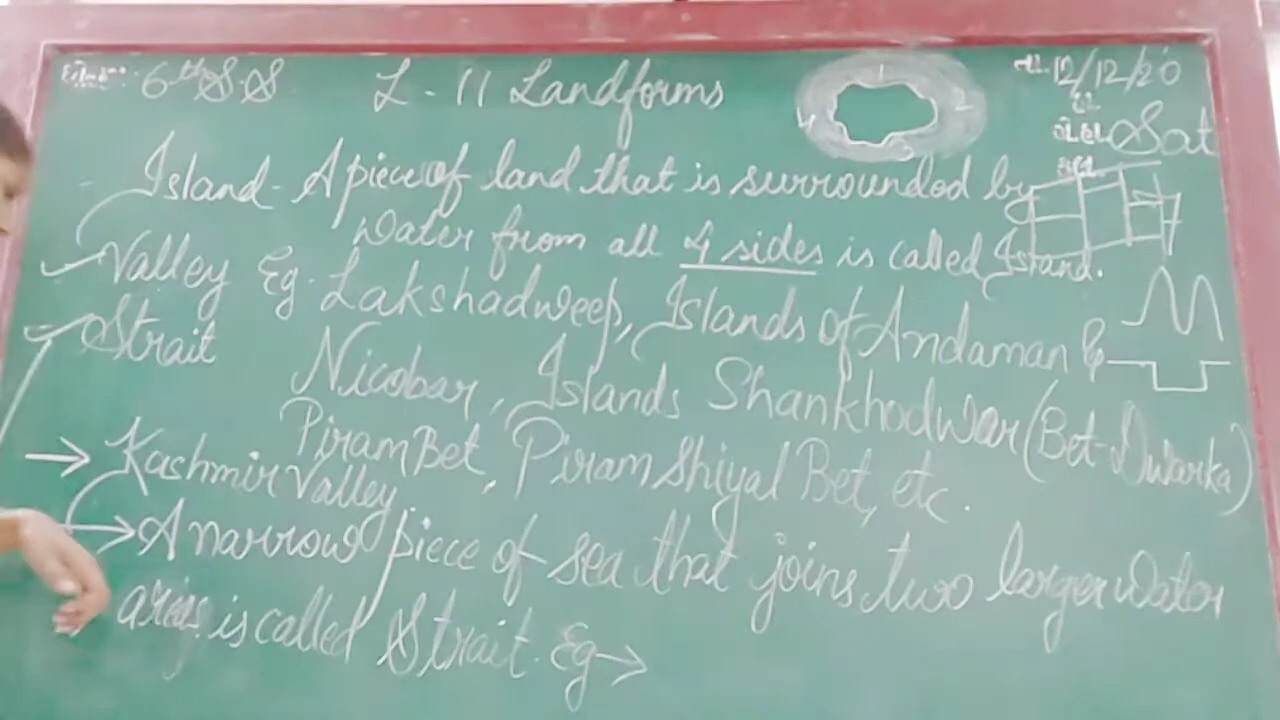 6th S.S L-11 Landforms 12/12/20
Sat
Island - A piece of land that is surrounded by
Water from all 4 sides is called Island.
Valley Eg. Lakshadweep, Islands of Andaman &
Strait Nicobar, Islands Shankhodwar (Bet-Dwarka)
Piram Bet, Piram Shiyal Bet, etc.
→ Kashmir Valley
→ A narrow piece of sea that joins two larger water
areas is called Strait. Eg →